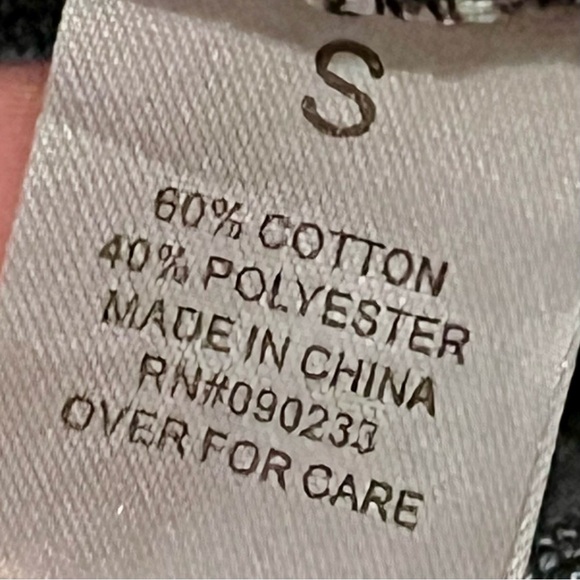 S
60% COTTON
40% POLYESTER
MADE IN CHINA
RN#090233
OVER FOR CARE